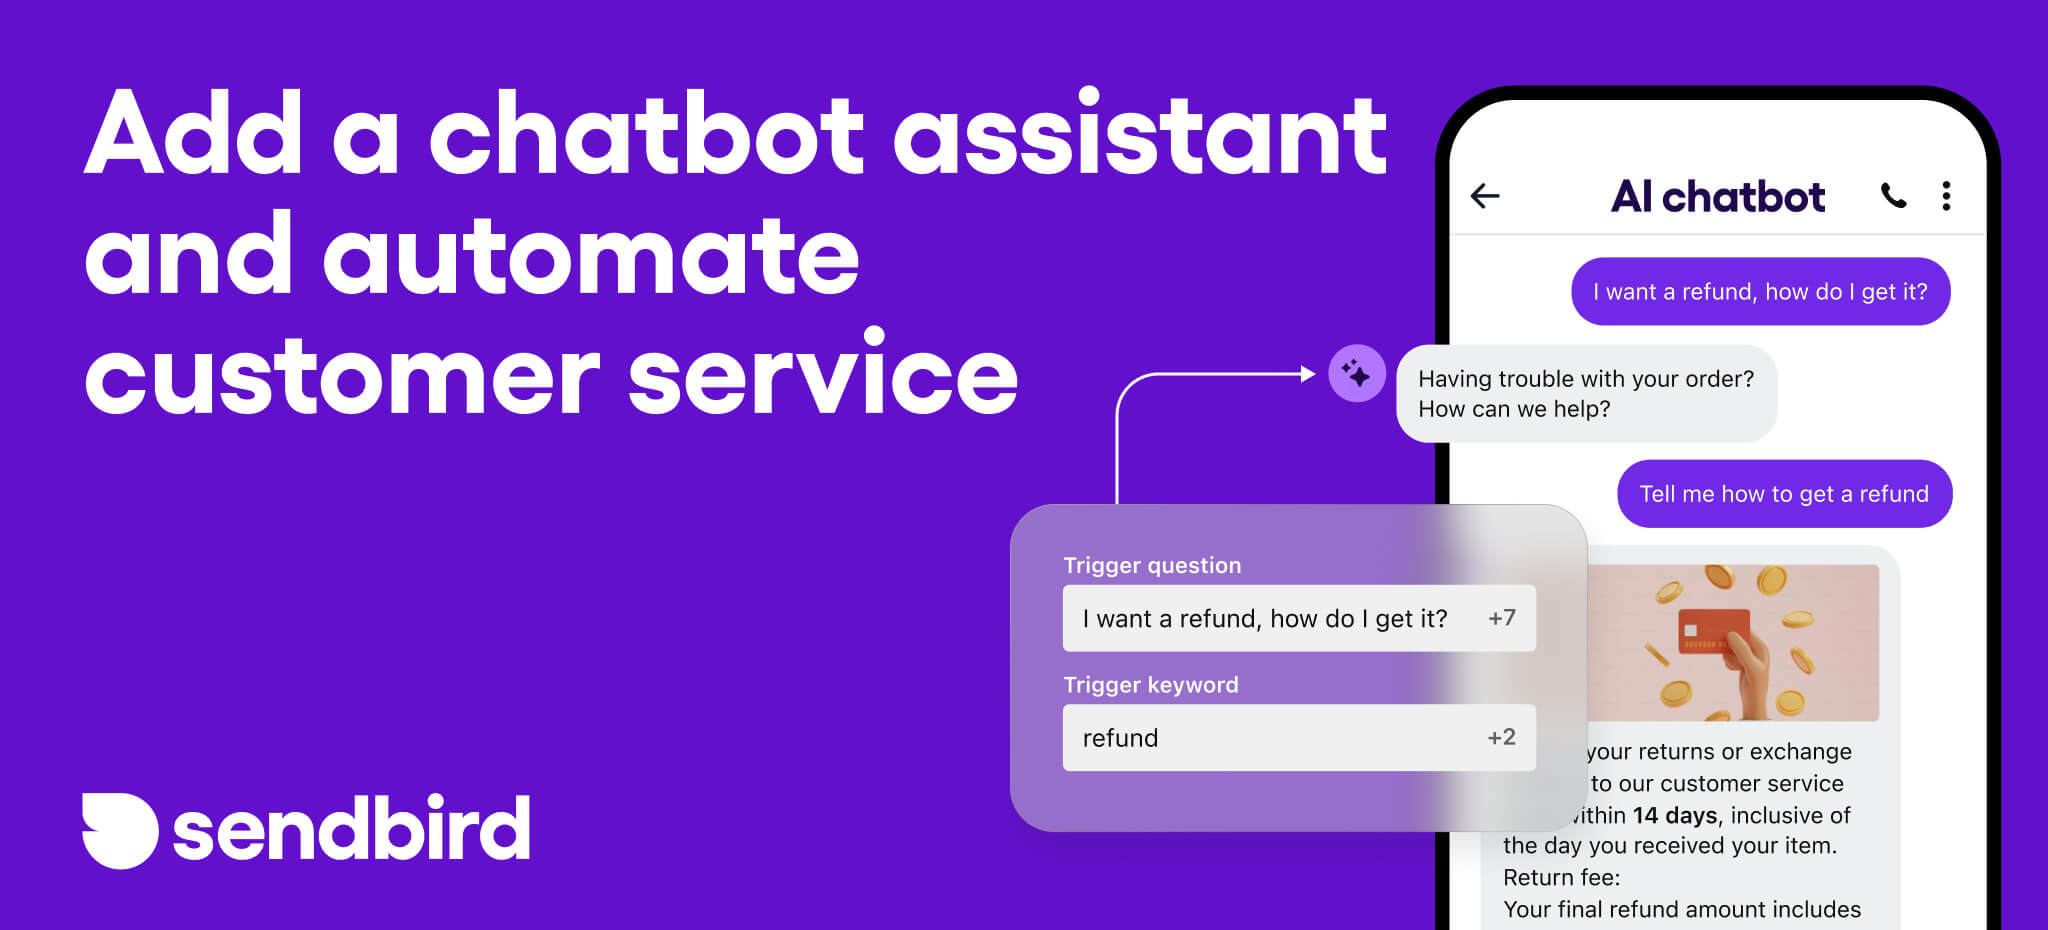 Add a chatbot assistant
and automate
customer service
sendbird
Trigger question
I want a refund, how do I get it? +7
Trigger keyword
refund +2
AI chatbot
I want a refund, how do I get it?
Having trouble with your order?
How can we help?
Tell me how to get a refund
your returns or exchange
to our customer service
within 14 days, inclusive of
the day you received your item.
Return fee:
Your final refund amount includes